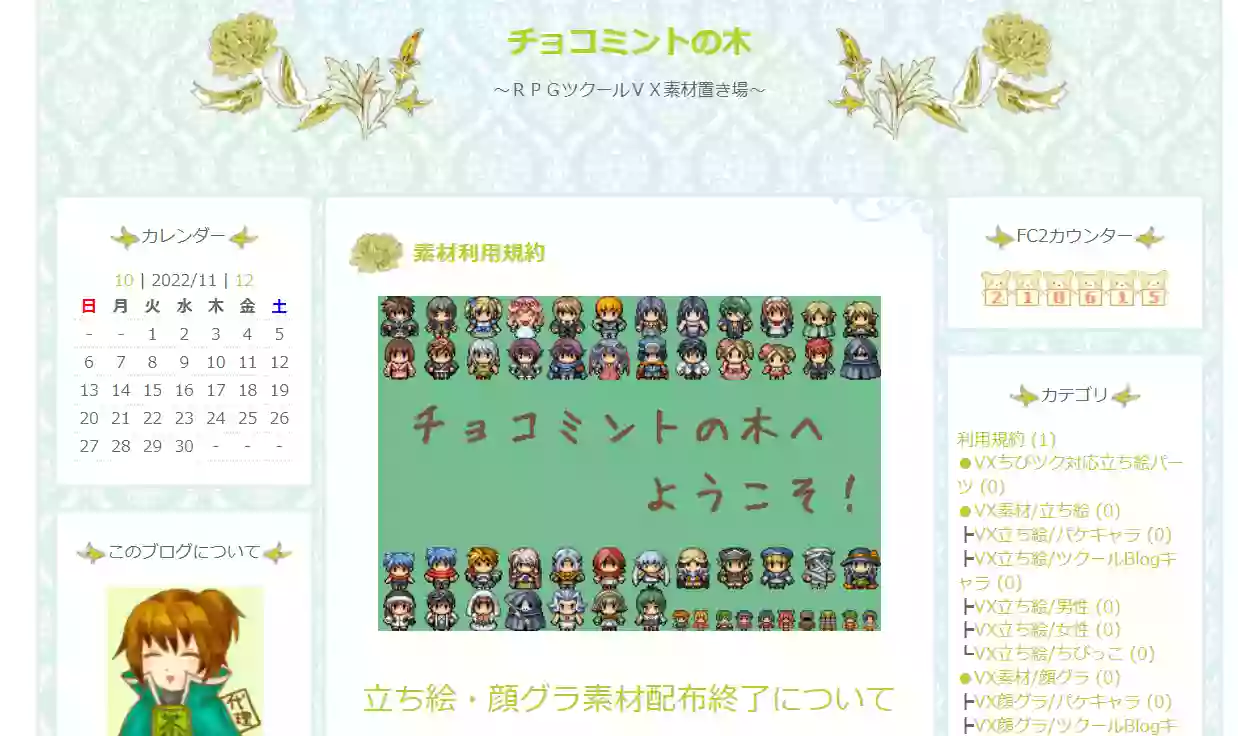 チョコミントの木
～ＲＰＧツクールＶＸ素材置き場～
カレンダー
10 | 2022/11 | 12
日 月 火 水 木 金 土
- - 1 2 3 4 5
6 7 8 9 10 11 12
13 14 15 16 17 18 19
20 21 22 23 24 25 26
27 28 29 30 - - -
このブログについて
代理
木
素材利用規約
チョコミントの木へ
ようこそ！
立ち絵・顔グラ素材配布終了について
FC2カウンター
210615
カテゴリ
利用規約 (1)
●VXちびツク対応立ち絵パー
ツ (0)
●VX素材/立ち絵 (0)
┣VX立ち絵/パケキャラ (0)
┣VX立ち絵/ツクールBlogキ
ャラ (0)
┣VX立ち絵/男性 (0)
┣VX立ち絵/女性 (0)
┗VX立ち絵/ちびっこ (0)
●VX素材/顔グラ (0)
┣VX顔グラ/パケキャラ (0)
┣VX顔グラ/ツクールBlogキ